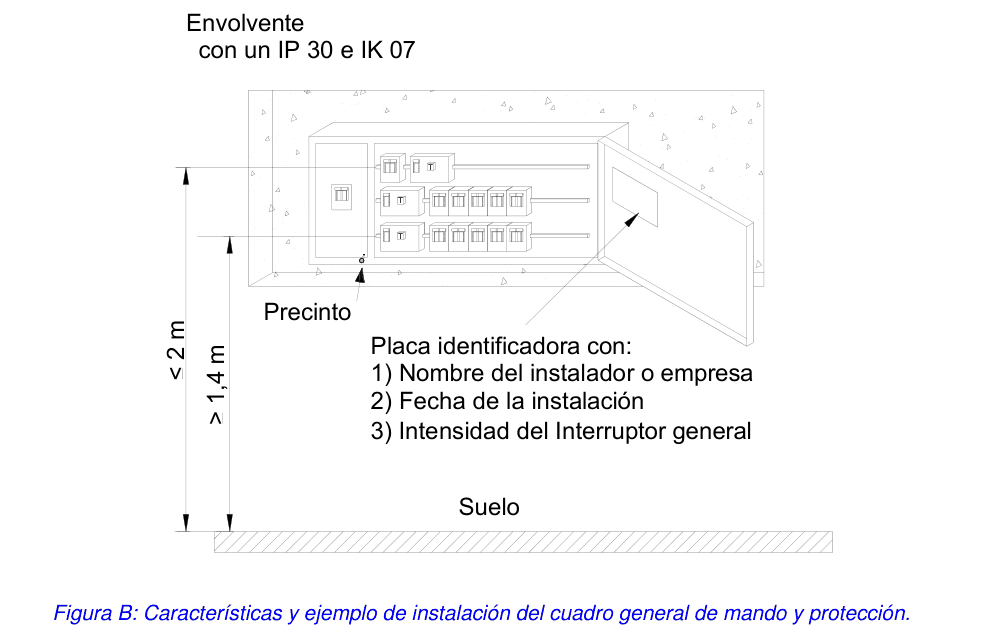 Envolvente
con un IP 30 e IK 07
Precinto
≤ 2 m
≥ 1,4 m
Placa identificadora con:
1) Nombre del instalador o empresa
2) Fecha de la instalación
3) Intensidad del Interruptor general
Suelo
Figura B: Características y ejemplo de instalación del cuadro general de mando y protección.